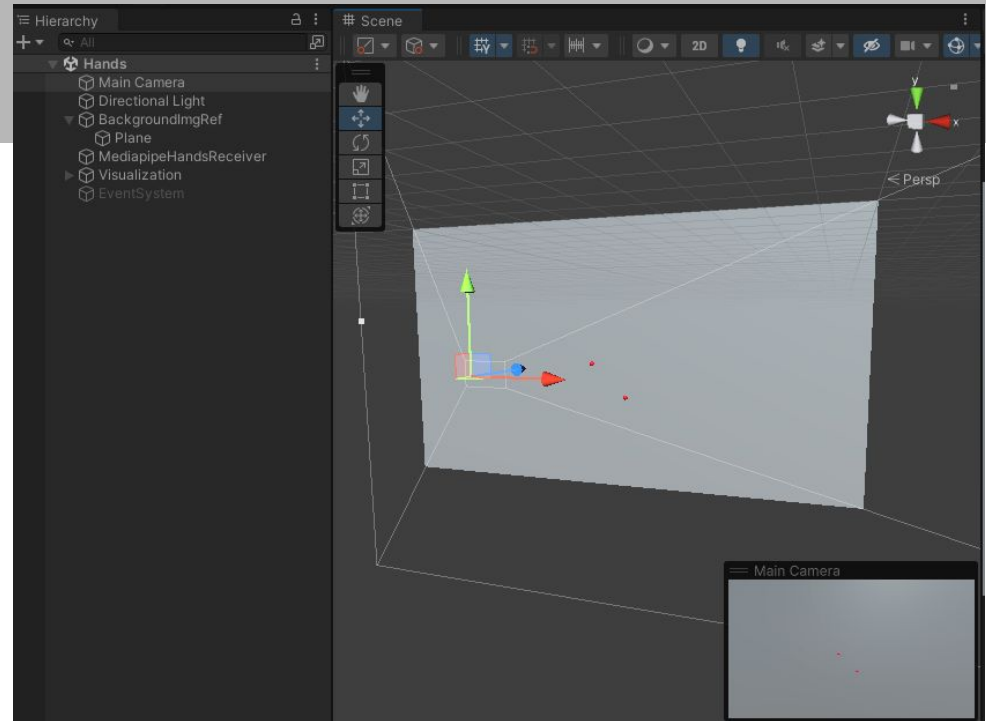 Hierarchy
All
Hands
Main Camera
Directional Light
BackgroundImgRef
Plane
MediapipeHandsReceiver
Visualization
EventSystem
Scene
2D
y
x
Persp
Main Camera